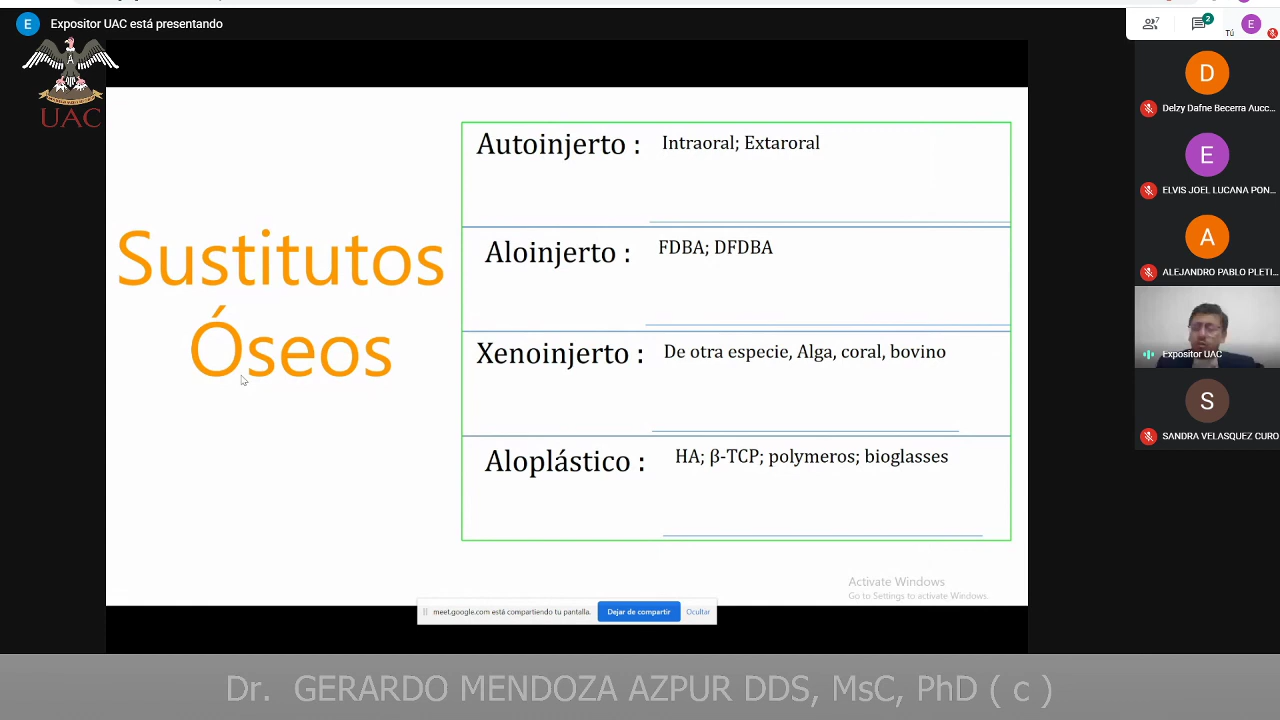 Expositor UAC está presentando
E
UAC
7
2
Tú
E
D
Delzy Dafne Becerra Aucc...
E
ELVIS JOEL LUCANA PON...
A
ALEJANDRO PABLO PLETI...
Expositor UAC
S
SANDRA VELASQUEZ CURO
Sustitutos
Óseos
Autoinjerto : Intraoral; Extaroral
Aloinjerto : FDBA; DFDBA
Xenoinjerto : De otra especie, Alga, coral, bovino
Aloplástico : HA; β-TCP; polymeros; bioglasses
Activate Windows
Go to Settings to activate Windows.
meet.google.com está compartiendo tu pantalla. Dejar de compartir Ocultar
Dr. GERARDO MENDOZA AZPUR DDS, MsC, PhD ( c )